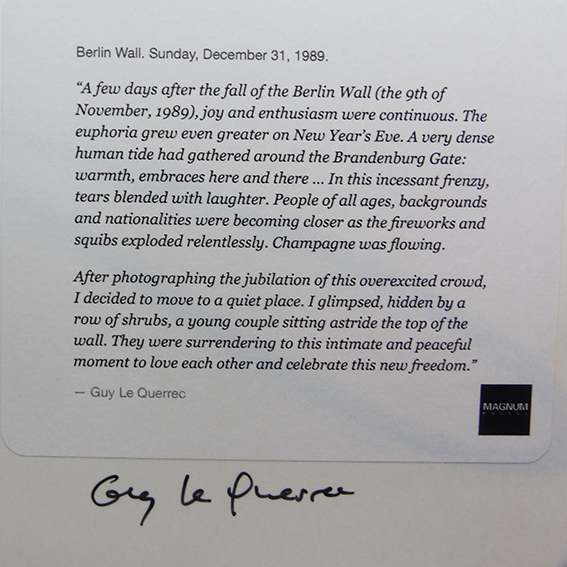 Berlin Wall. Sunday, December 31, 1989.
“A few days after the fall of the Berlin Wall (the 9th of
November, 1989), joy and enthusiasm were continuous. The
euphoria grew even greater on New Year’s Eve. A very dense
human tide had gathered around the Brandenburg Gate:
warmth, embraces here and there ... In this incessant frenzy,
tears blended with laughter. People of all ages, backgrounds
and nationalities were becoming closer as the fireworks and
squibs exploded relentlessly. Champagne was flowing.
After photographing the jubilation of this overexcited crowd,
I decided to move to a quiet place. I glimpsed, hidden by a
row of shrubs, a young couple sitting astride the top of the
wall. They were surrendering to this intimate and peaceful
moment to love each other and celebrate this new freedom.”
— Guy Le Querrec
MAGNUM
Guy Le Querrec